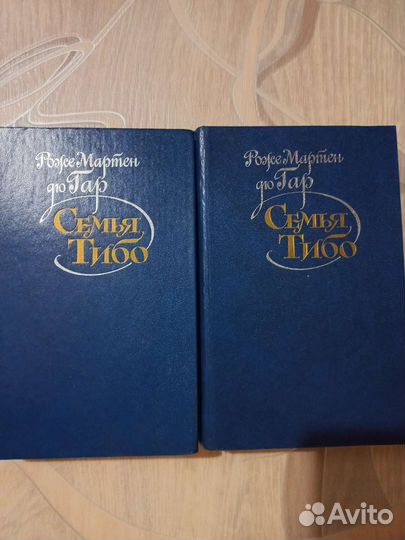 Роже Мартен
дю Гар
Семья
Тибо
Роже Мартен
дю Гар
Семья
Тибо
Avito